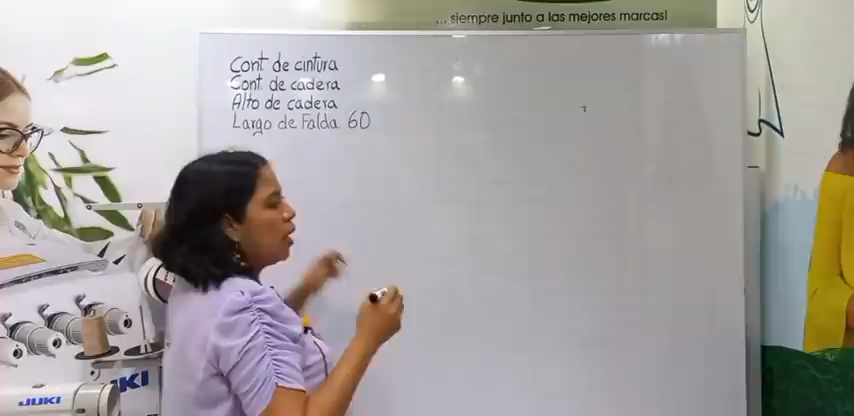 ... siempre junto a las mejores marcas!
Cont de cintura
Cont de cadera
Alto de cadera
Largo de Falda 60
JUKI
JUKI